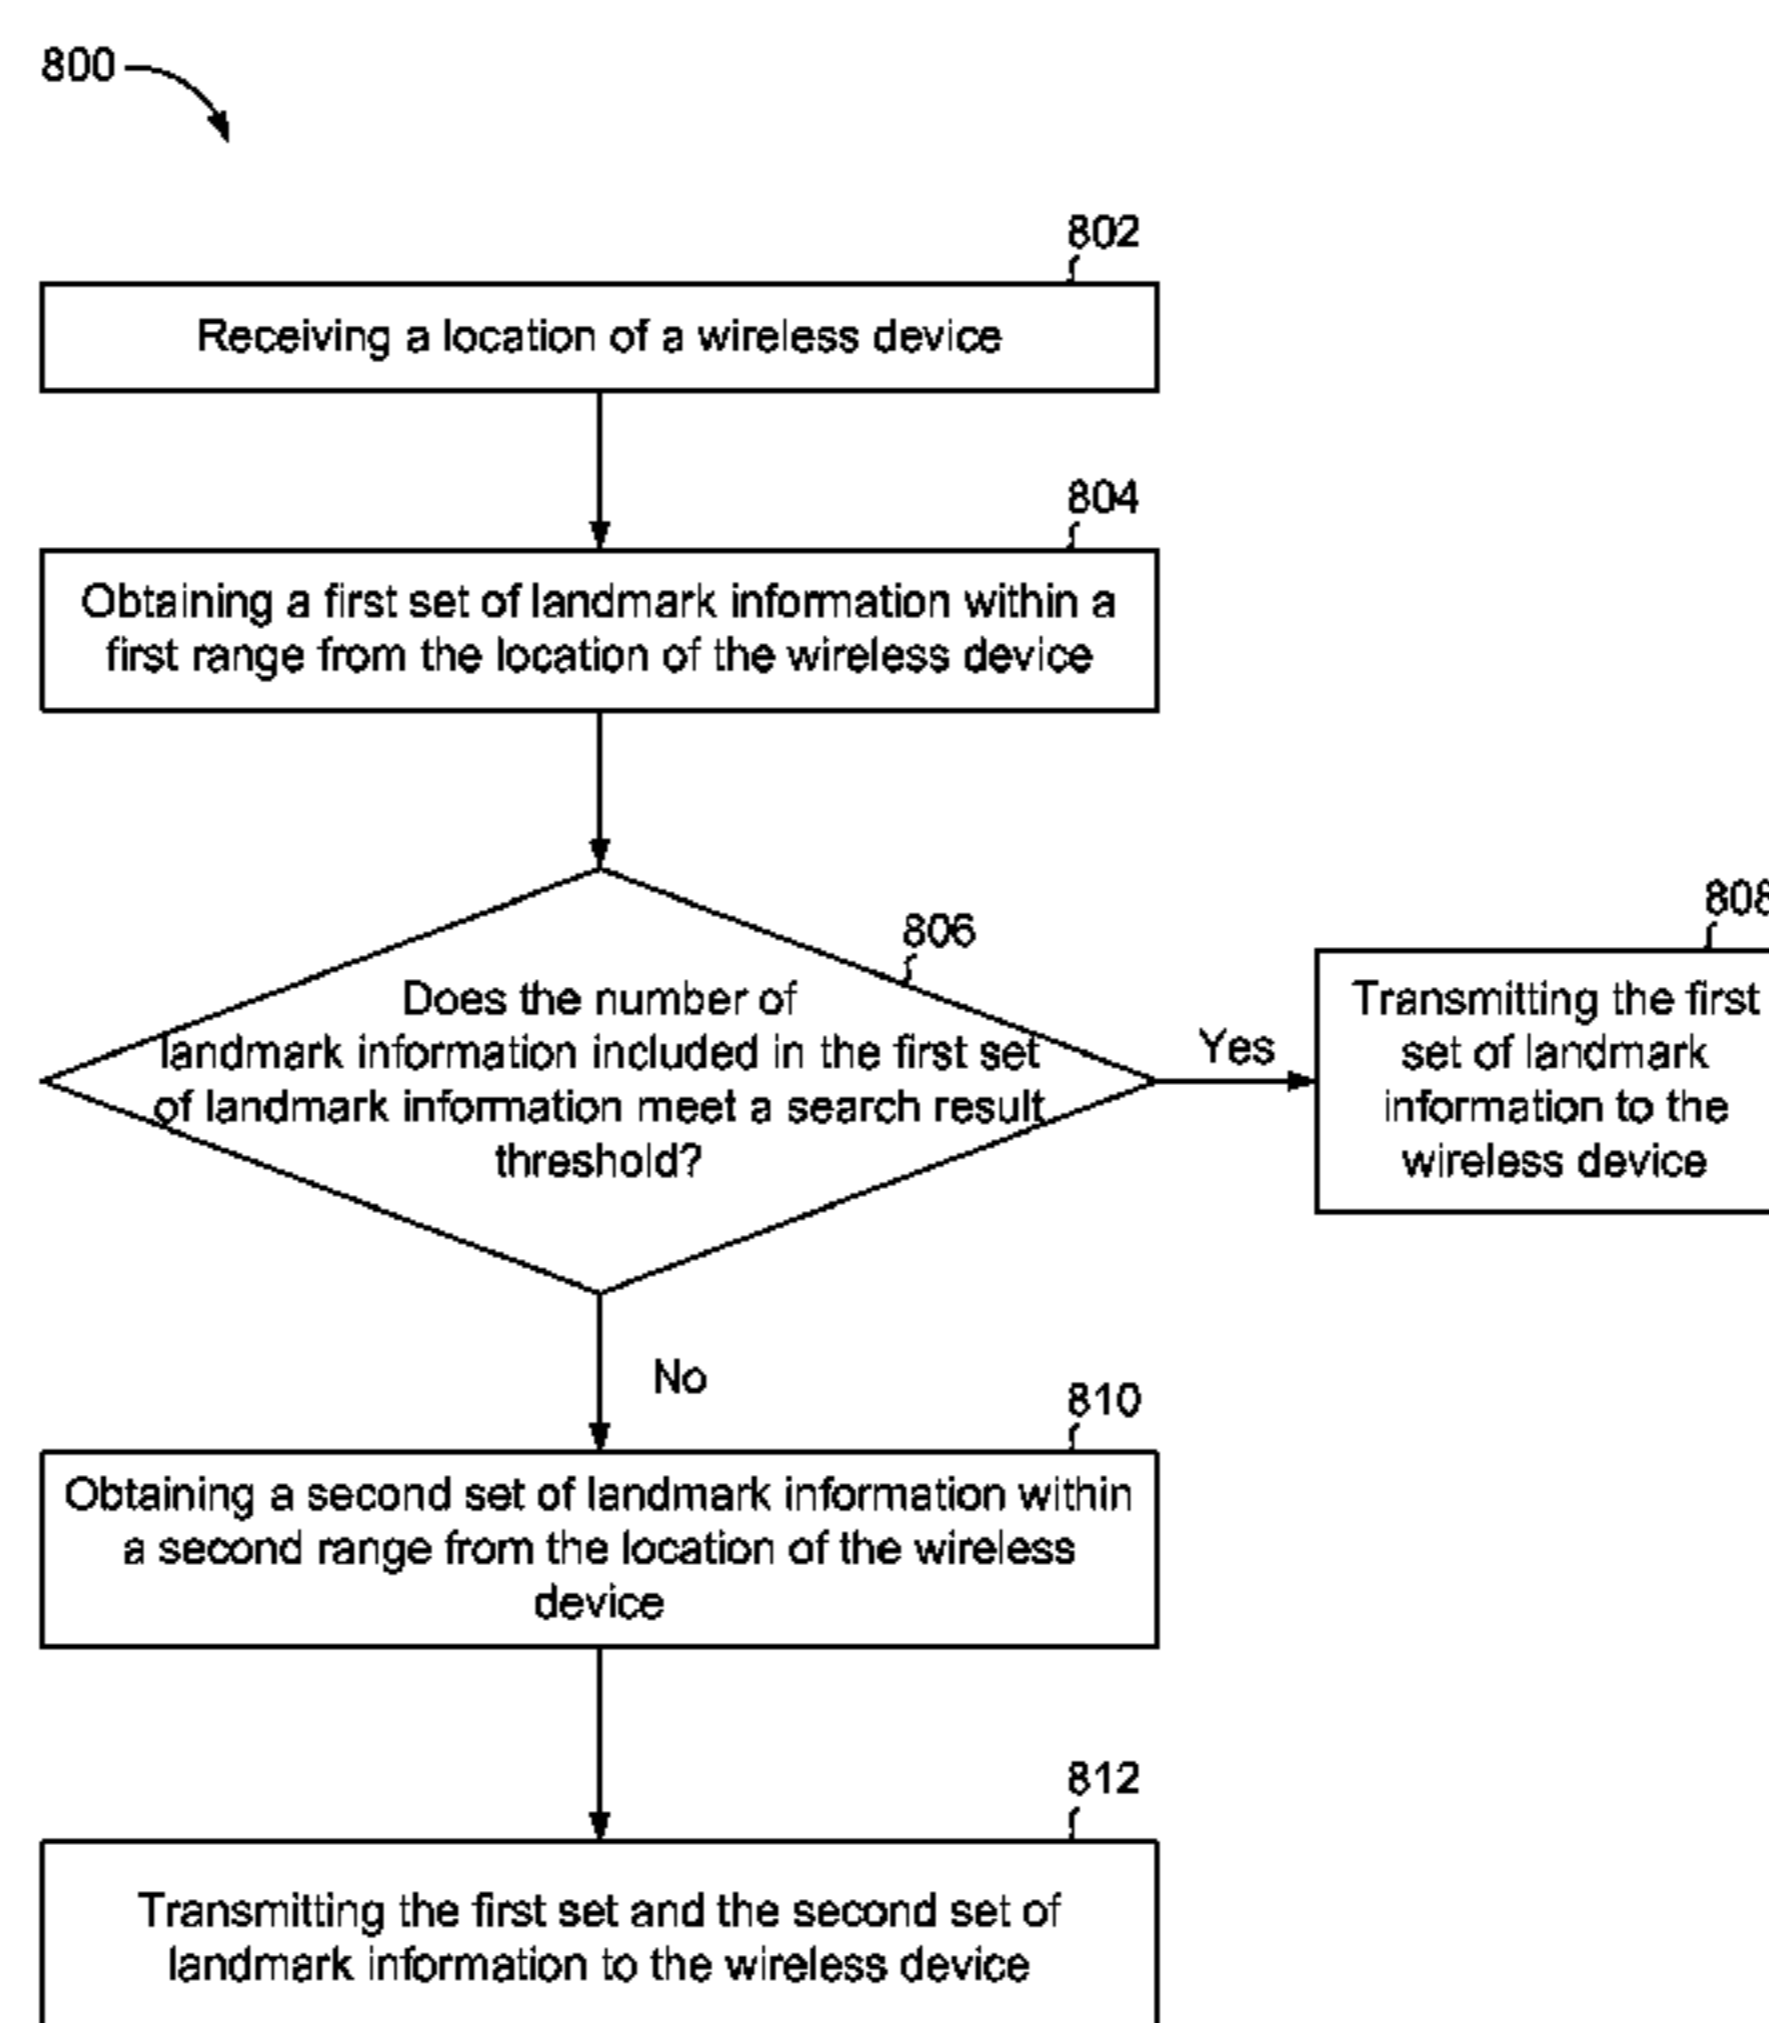 800
802
Receiving a location of a wireless device
804
Obtaining a first set of landmark information within a
first range from the location of the wireless device
806
Does the number of
landmark information included in the first set
of landmark information meet a search result
threshold?
Yes
808
Transmitting the first
set of landmark
information to the
wireless device
No
810
Obtaining a second set of landmark information within
a second range from the location of the wireless
device
812
Transmitting the first set and the second set of
landmark information to the wireless device